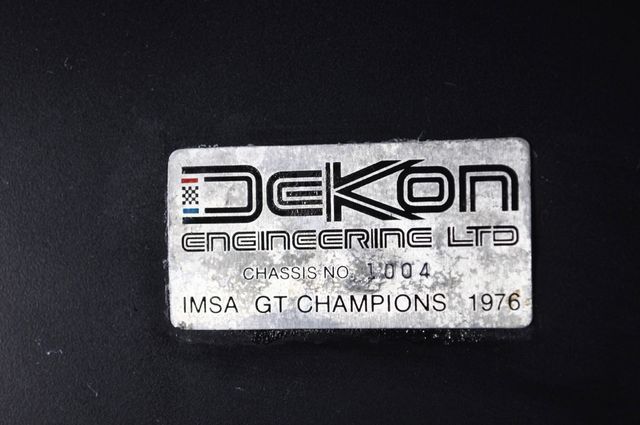 DeKon
ENGINEERING LTD
CHASSIS NO. 1004
IMSA GT CHAMPIONS 1976